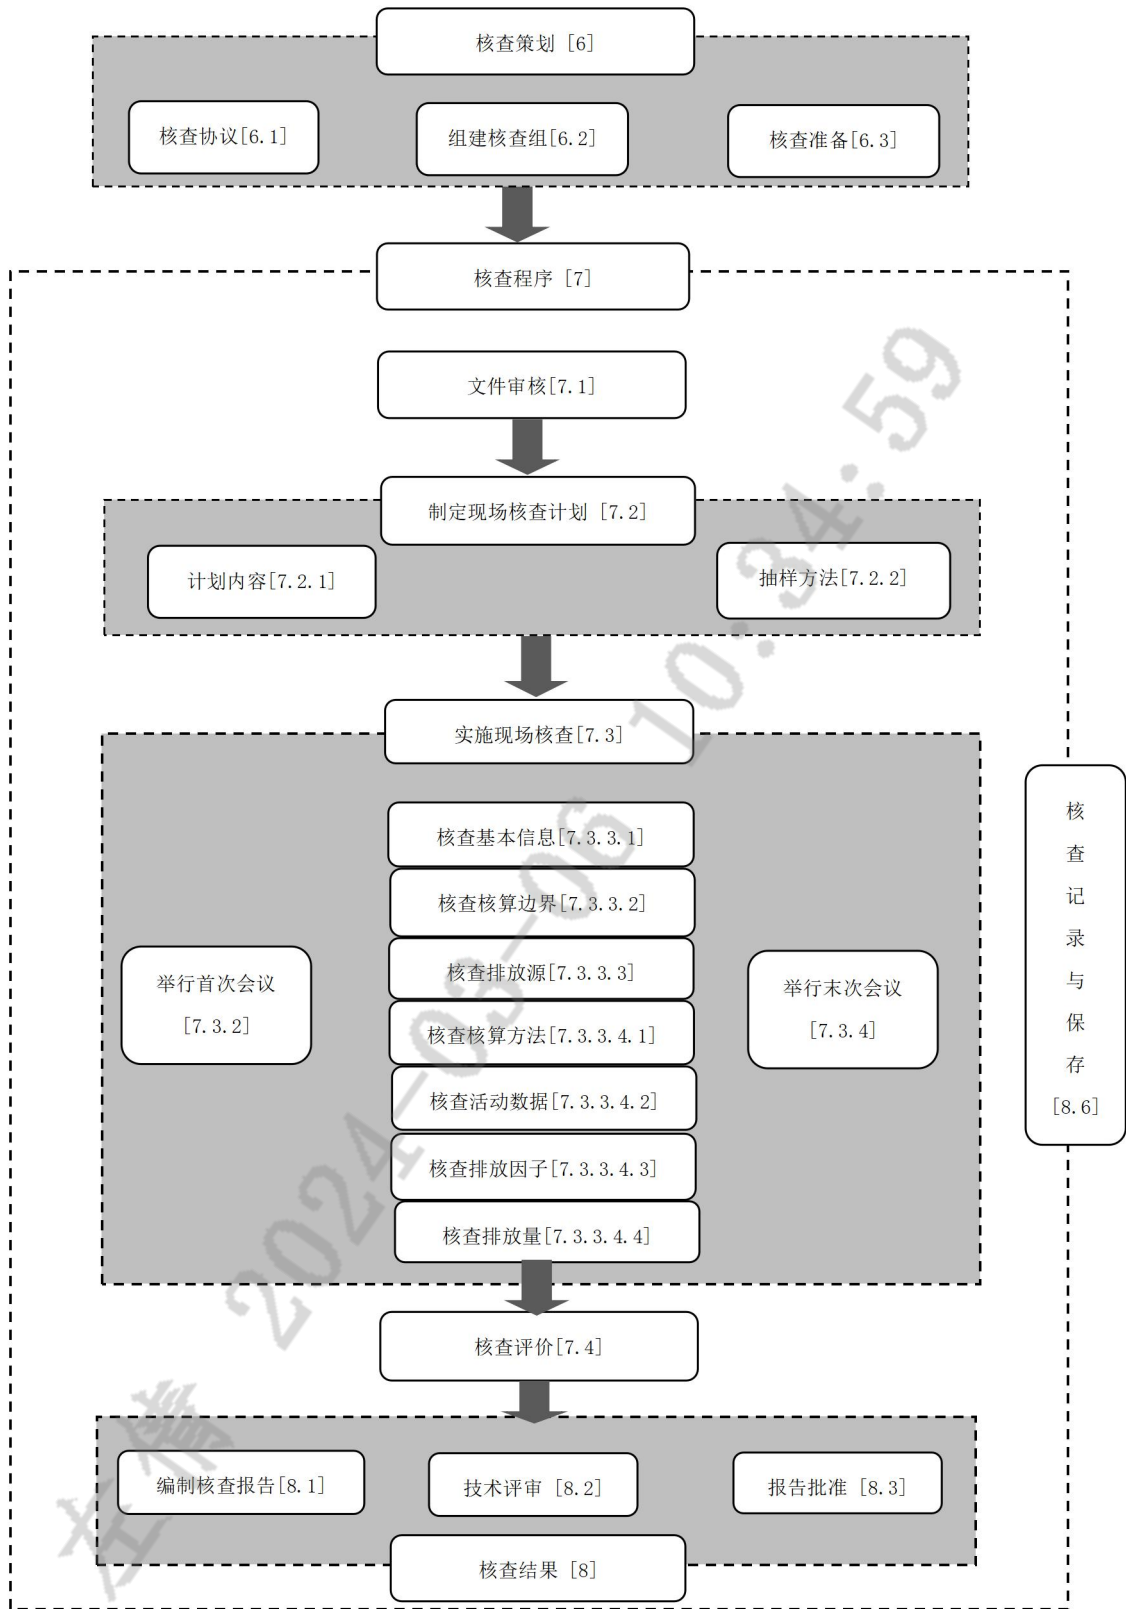 核查策划 [6]
核查协议[6.1]
组建核查组[6.2]
核查准备[6.3]
核查程序 [7]
文件审核[7.1]
制定现场核查计划 [7.2]
计划内容[7.2.1]
抽样方法[7.2.2]
实施现场核查[7.3]
核查基本信息[7.3.3.1]
核查核算边界[7.3.3.2]
核查排放源[7.3.3.3]
核查核算方法[7.3.3.4.1]
核查活动数据[7.3.3.4.2]
核查排放因子[7.3.3.4.3]
核查排放量[7.3.3.4.4]
举行首次会议
[7.3.2]
举行末次会议
[7.3.4]
核
查
记
录
与
保
存
[8.6]
核查评价[7.4]
编制核查报告[8.1]
技术评审 [8.2]
报告批准 [8.3]
核查结果 [8]
2024-03-06 10:34:59